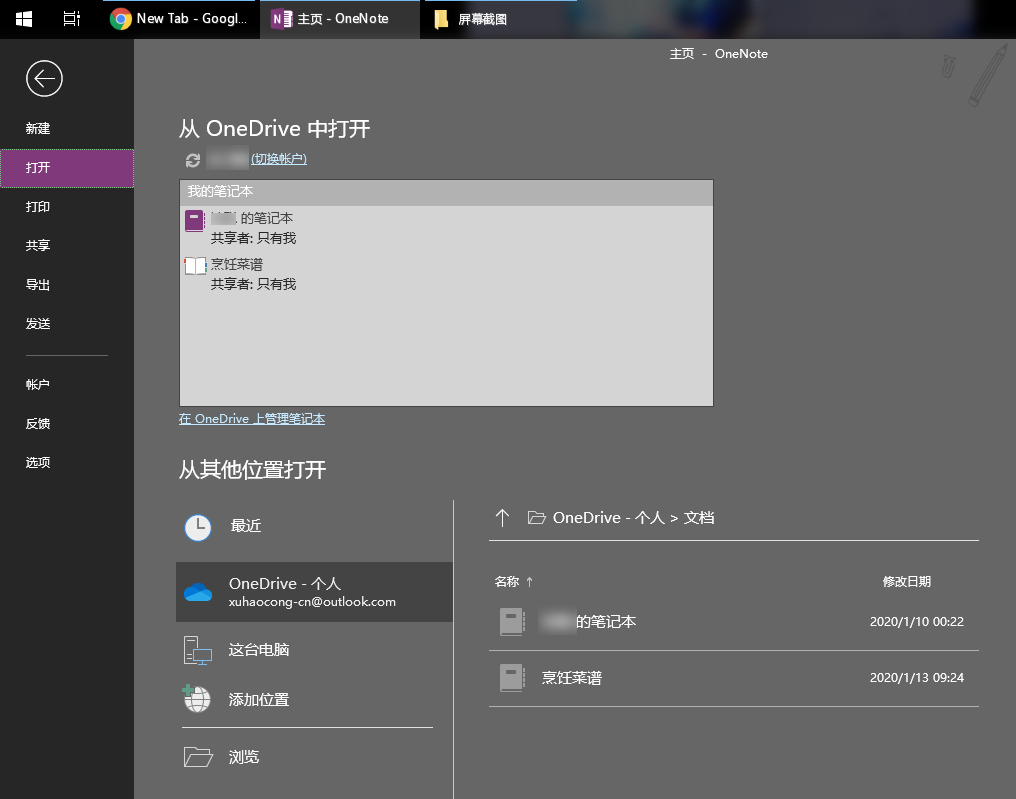 New Tab - Googl...
主页 - OneNote
屏幕截图
主页 - OneNote
新建
打开
打印
共享
导出
发送
帐户
反馈
选项
从 OneDrive 中打开
(切换帐户)
我的笔记本
的笔记本
共享者: 只有我
烹饪菜谱
共享者: 只有我
在 OneDrive 上管理笔记本
从其他位置打开
最近
OneDrive - 个人
xuhaocong-cn@outlook.com
这台电脑
添加位置
浏览
OneDrive - 个人 > 文档
名称 ↑ 修改日期
的笔记本 2020/1/10 00:22
烹饪菜谱 2020/1/13 09:24